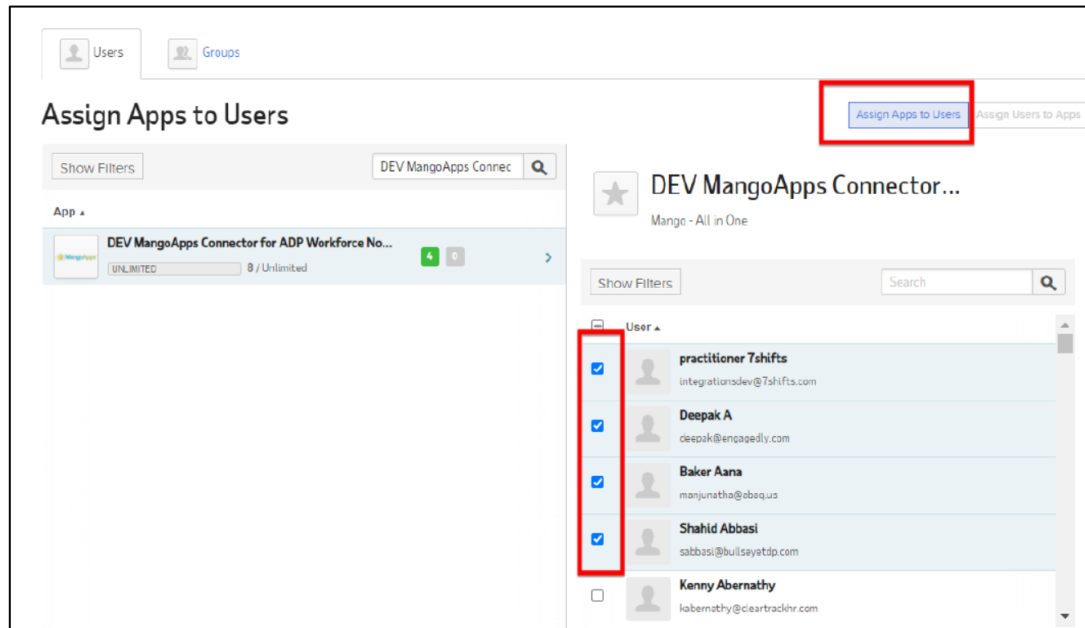 Users
Groups
Assign Apps to Users
Assign Apps to Users
Assign Users to Apps
Show Filters
DEV MangoApps Connec
App
MangoApps
DEV MangoApps Connector for ADP Workforce No...
UNLIMITED
8 / Unlimited
4
0
DEV MangoApps Connector...
Mango - All in One
Show Filters
Search
User
practitioner 7shifts
integrationsdev@7shifts.com
Deepak A
deepak@engagedly.com
Baker Aana
manjunatha@abaq.us
Shahid Abbasi
sabbasi@bullseyetdp.com
Kenny Abernathy
kabernathy@cleartrackhr.com